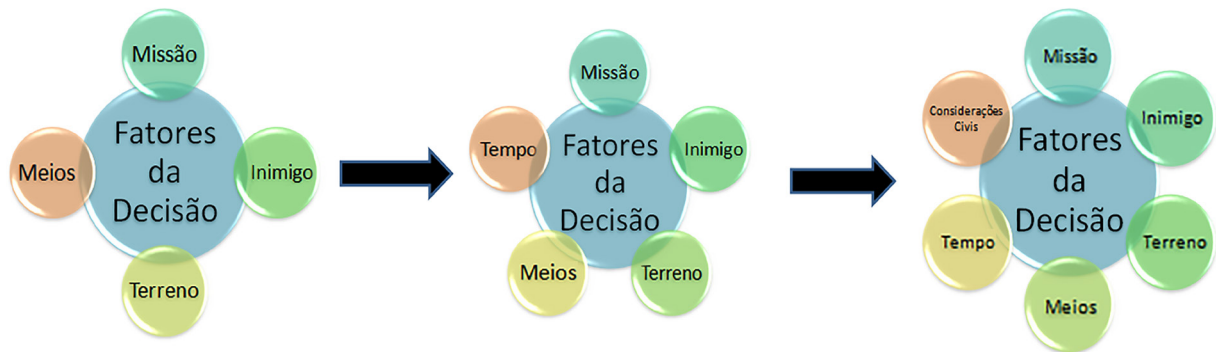 Missão
Fatores
da
Decisão
Meios
Inimigo
Terreno
Missão
Tempo
Fatores
da
Decisão
Inimigo
Meios
Terreno
Missão
Considerações
Civis
Inimigo
Fatores
da
Decisão
Tempo
Terreno
Meios